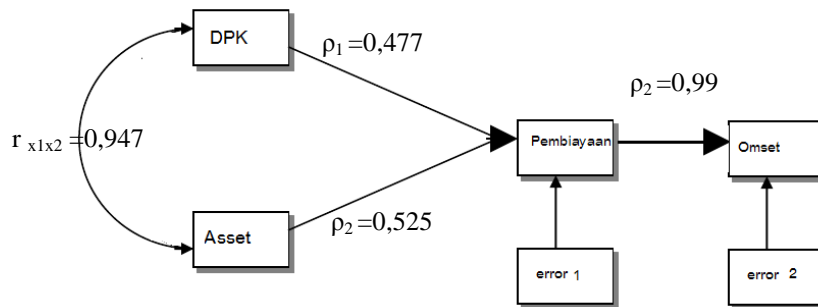 DPK
ρ1 =0,477
ρ2 =0,99
r x1x2 =0,947
Pembiayaan
Omset
Asset
ρ2 =0,525
error 1
error 2